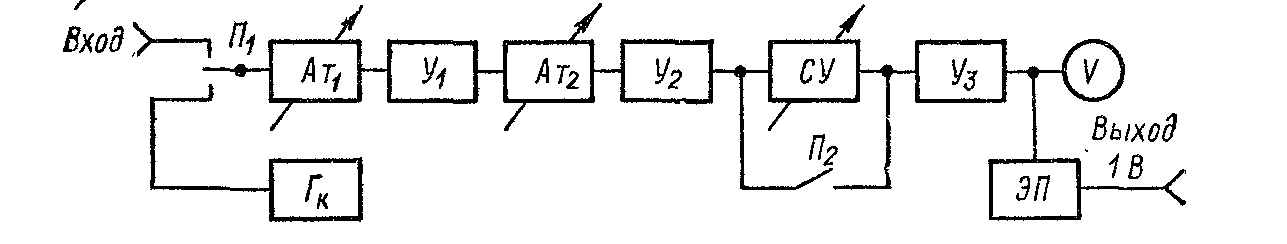 Вход
П1
Ат1
У1
Ат2
У2
СУ
У3
V
П2
Выход
1 В
Гк
ЭП